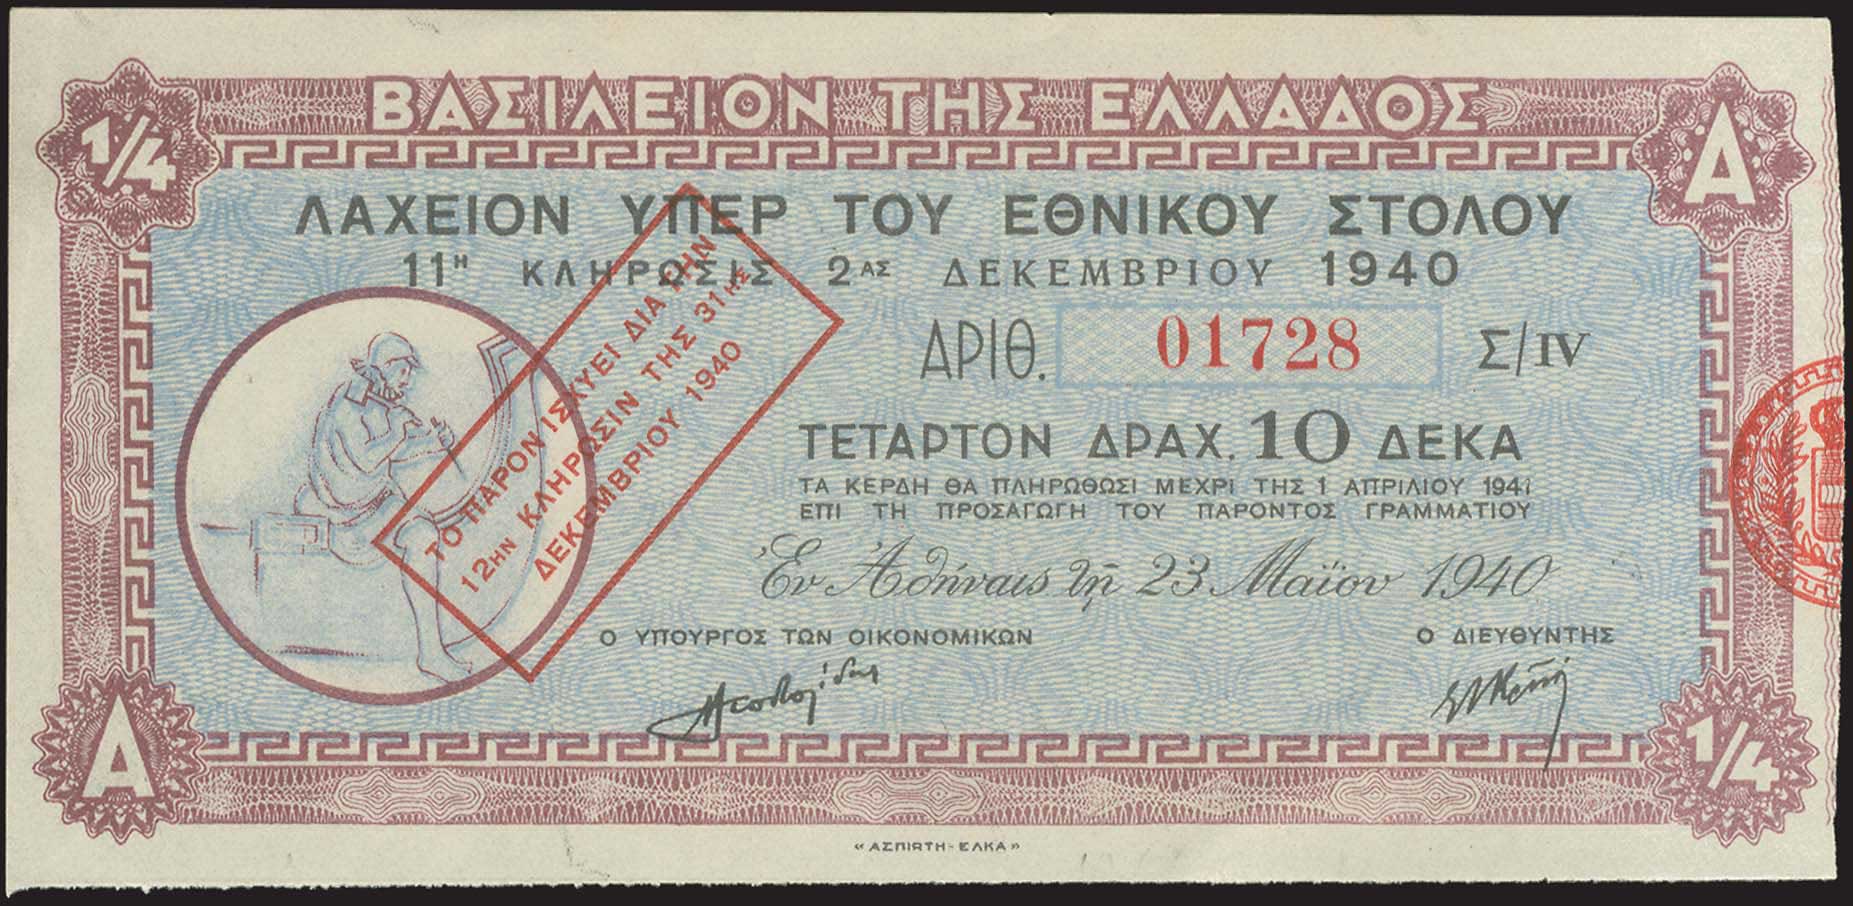 ΒΑΣΙΛΕΙΟΝ ΤΗΣ ΕΛΛΑΔΟΣ
1/4
Α
ΛΑΧΕΙΟΝ ΥΠΕΡ ΤΟΥ ΕΘΝΙΚΟΥ ΣΤΟΛΟΥ
11Η ΚΛΗΡΩΣΙΣ 2ΑΣ ΔΕΚΕΜΒΡΙΟΥ 1940
ΑΡΙΘ. 01728 Σ/IV
ΤΕΤΑΡΤΟΝ ΔΡΑΧ. 10 ΔΕΚΑ
ΤΑ ΚΕΡΔΗ ΘΑ ΠΛΗΡΩΘΩΣΙ ΜΕΧΡΙ ΤΗΣ 1 ΑΠΡΙΛΙΟΥ 1941
ΕΠΙ ΤΗ ΠΡΟΣΑΓΩΓΗ ΤΟΥ ΠΑΡΟΝΤΟΣ ΓΡΑΜΜΑΤΙΟΥ
Ἐν Ἀθήναις τῇ 23 Μαΐου 1940
Ο ΥΠΟΥΡΓΟΣ ΤΩΝ ΟΙΚΟΝΟΜΙΚΩΝ
Ο ΔΙΕΥΘΥΝΤΗΣ
ΤΟ ΠΑΡΟΝ ΙΣΧΥΕΙ ΔΙΑ ΤΗΝ
12ΗΝ ΚΛΗΡΩΣΙΝ ΤΗΣ 31ΗΣ
ΔΕΚΕΜΒΡΙΟΥ 1940
Α
1/4
«ΑΣΠΙΩΤΗ-ΕΛΚΑ»